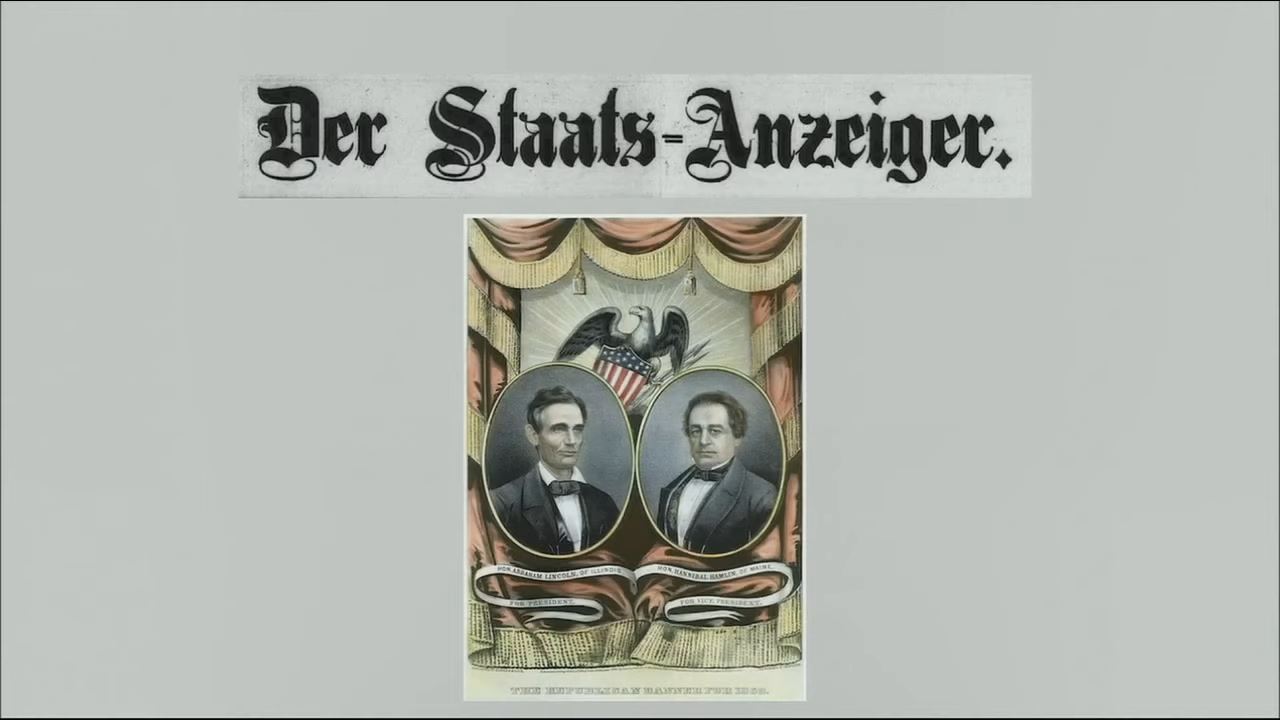 Der Staats=Anzeiger.
HON. ABRAHAM LINCOLN, OF ILLINOIS
HON. HANNIBAL HAMLIN, OF MAINE,
FOR PRESIDENT.
FOR VICE PRESIDENT.
THE REPUBLICAN BANNER FOR 1860.